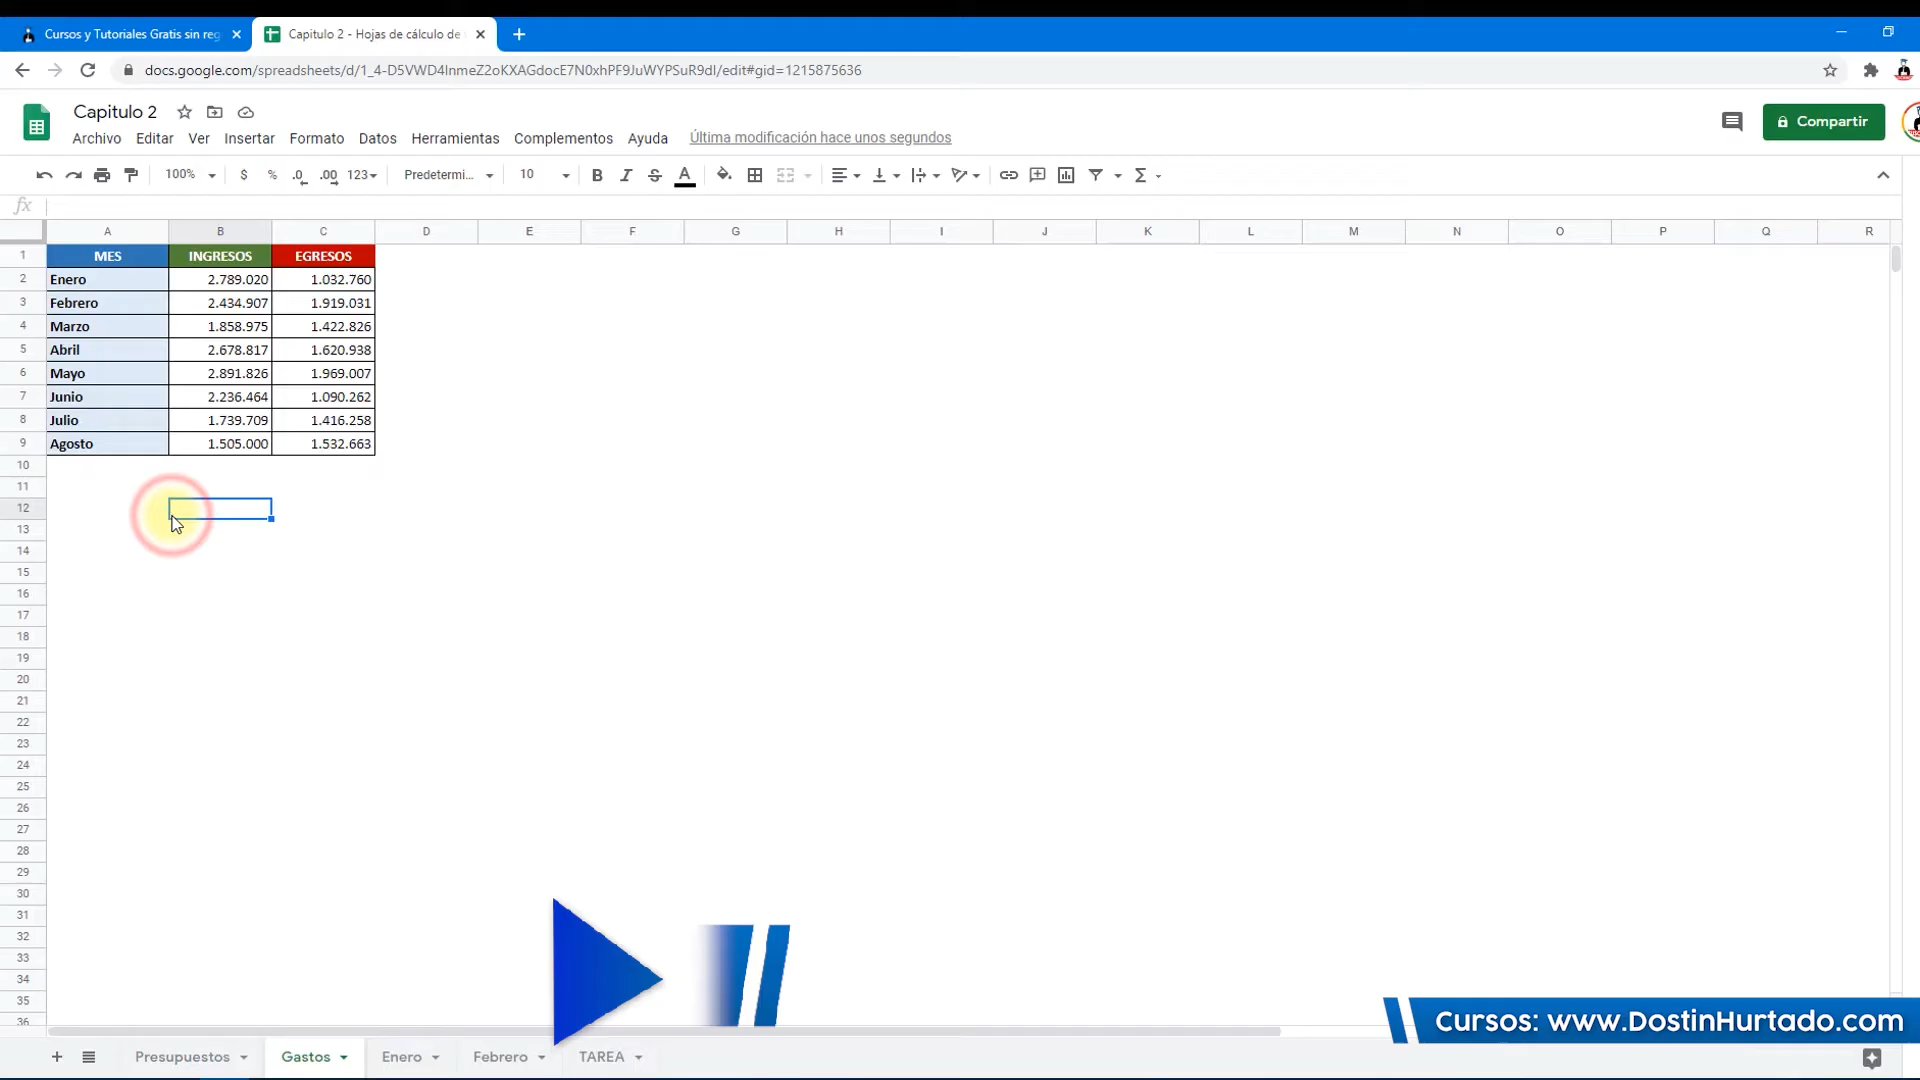 Cursos y Tutoriales Gratis sin reg
Capitulo 2 - Hojas de cálculo de
docs.google.com/spreadsheets/d/1_4-D5VWD4InmeZ2oKXAGdocE7N0xhPF9JuWYPSuR9dI/edit#gid=1215875636
Capitulo 2
Archivo Editar Ver Insertar Formato Datos Herramientas Complementos Ayuda Última modificación hace unos segundos
Compartir
100% $ % .0 .00 123 Predetermi... 10 B I S A Σ
fx
A B C D E F G H I J K L M N O P Q R
1 MES INGRESOS EGRESOS
2 Enero 2.789.020 1.032.760
3 Febrero 2.434.907 1.919.031
4 Marzo 1.858.975 1.422.826
5 Abril 2.678.817 1.620.938
6 Mayo 2.891.826 1.969.007
7 Junio 2.236.464 1.090.262
8 Julio 1.739.709 1.416.258
9 Agosto 1.505.000 1.532.663
10
11
12
13
14
15
16
17
18
19
20
21
22
23
24
25
26
27
28
29
30
31
32
33
34
35
36
Cursos: www.DostinHurtado.com
Presupuestos Gastos Enero Febrero TAREA